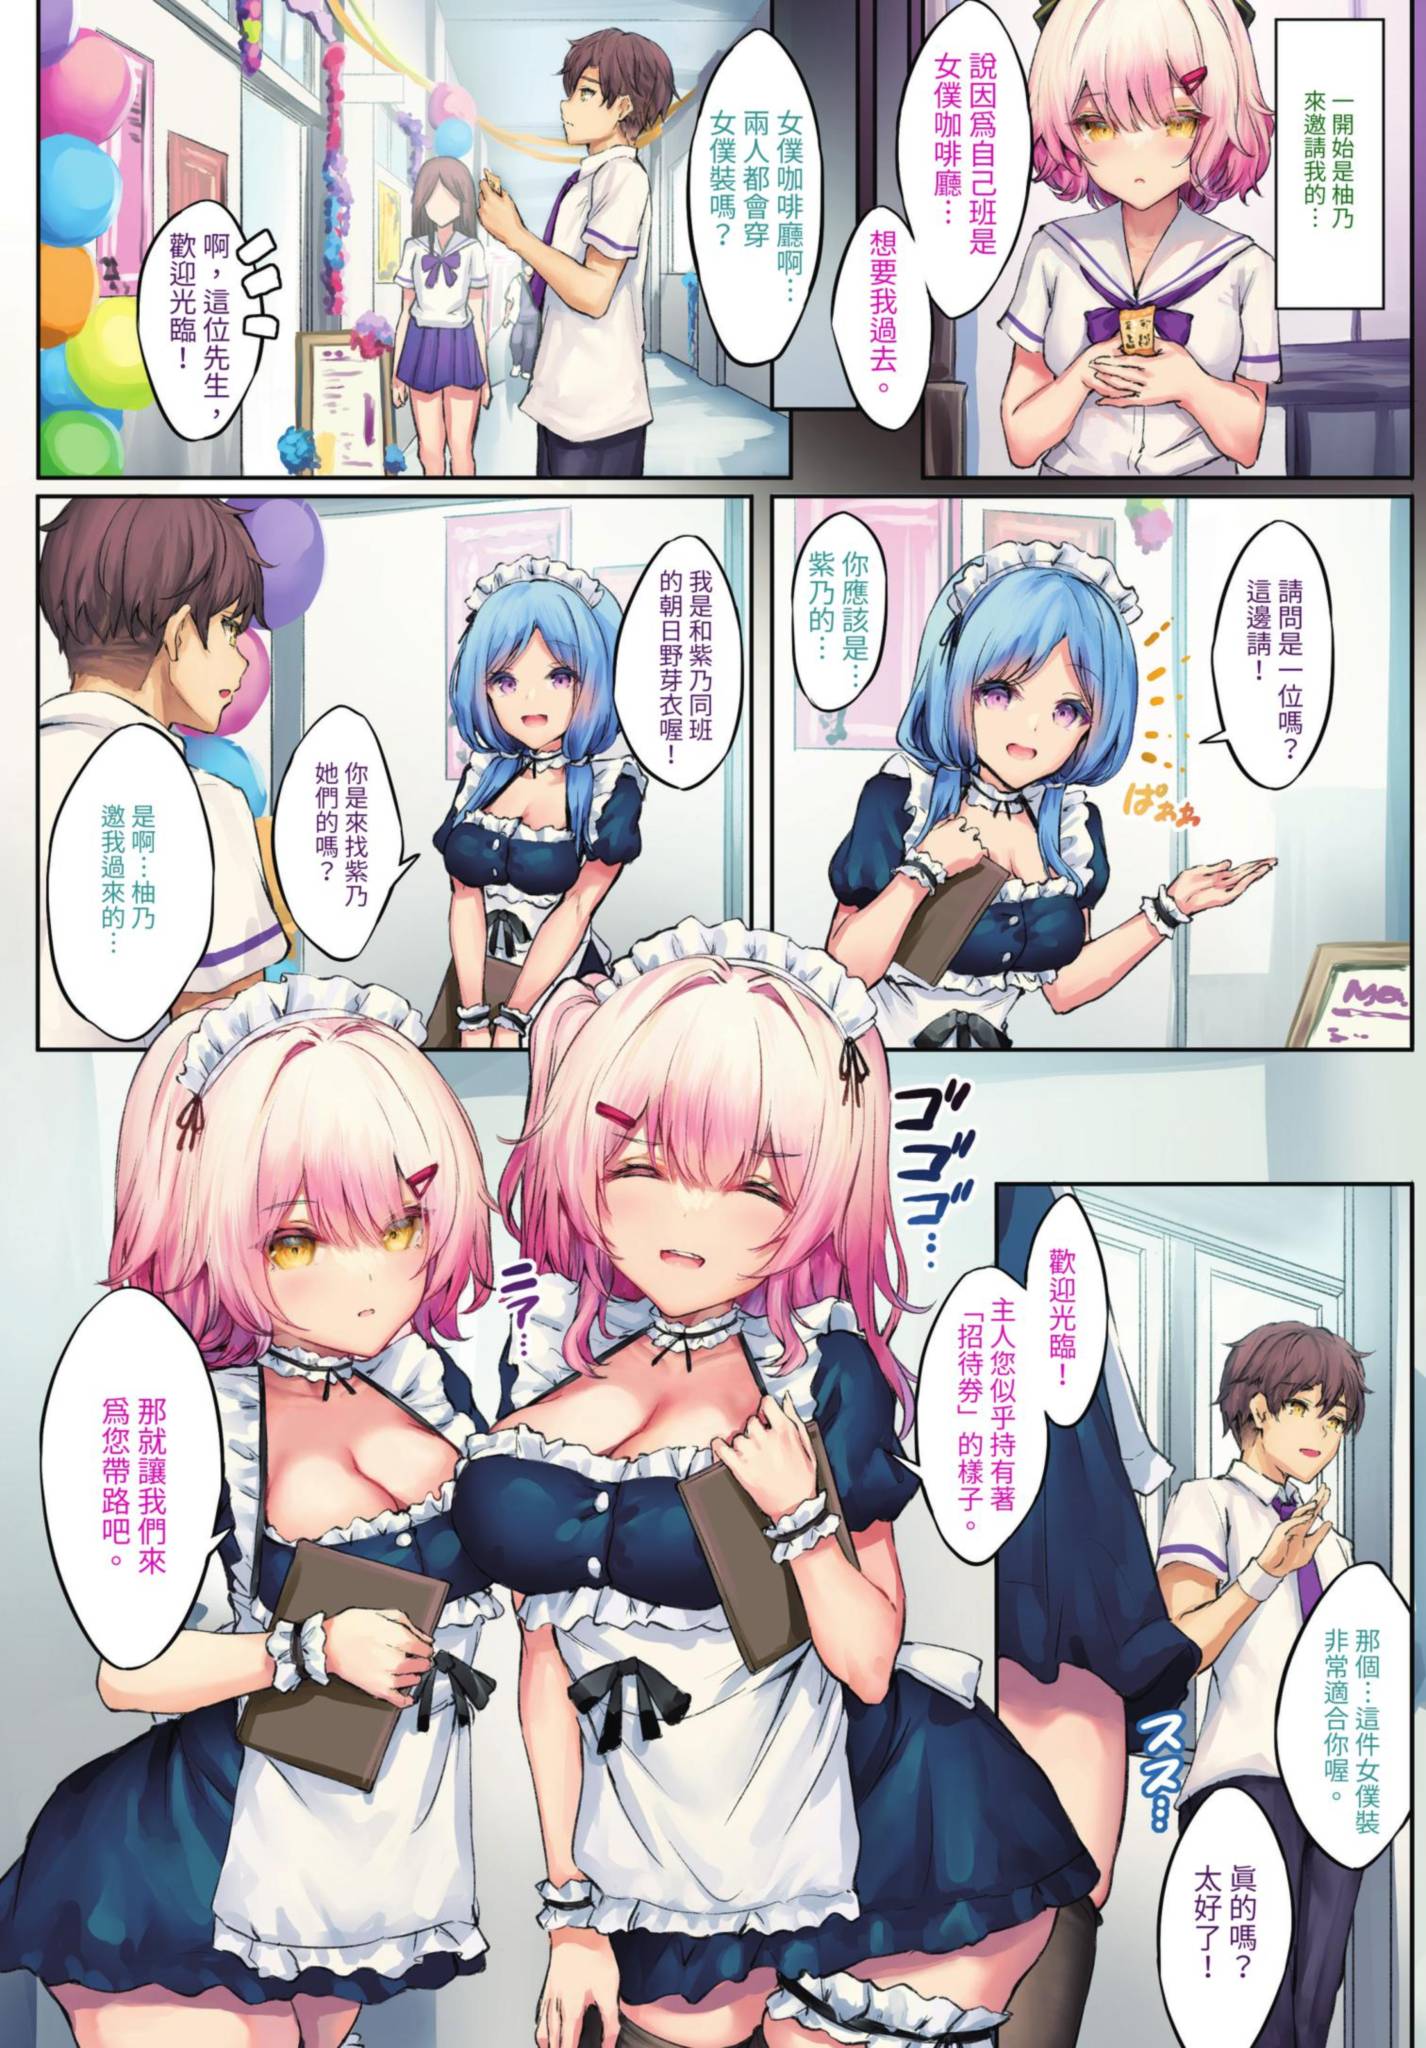 一開始是柚乃
來邀請我的…
說因爲自己班是
女僕咖啡廳…
想要我過去。
女僕咖啡廳啊…
兩人都會穿
女僕裝嗎？
啊，這位先生，
歡迎光臨！
請問是一位嗎？
這邊請！
ぱぁぁぁ
你應該是…
紫乃的…
我是和紫乃同班
的朝日野芽衣喔！
你是來找紫乃
她們的嗎？
是啊…柚乃
邀我過來的…
那個…這件女僕裝
非常適合你喔。
眞的嗎？
太好了！
スス…
ゴゴゴ…
歡迎光臨！
主人您似乎持有著
「招待券」的樣子。
ニア…
那就讓我們來
爲您帶路吧。